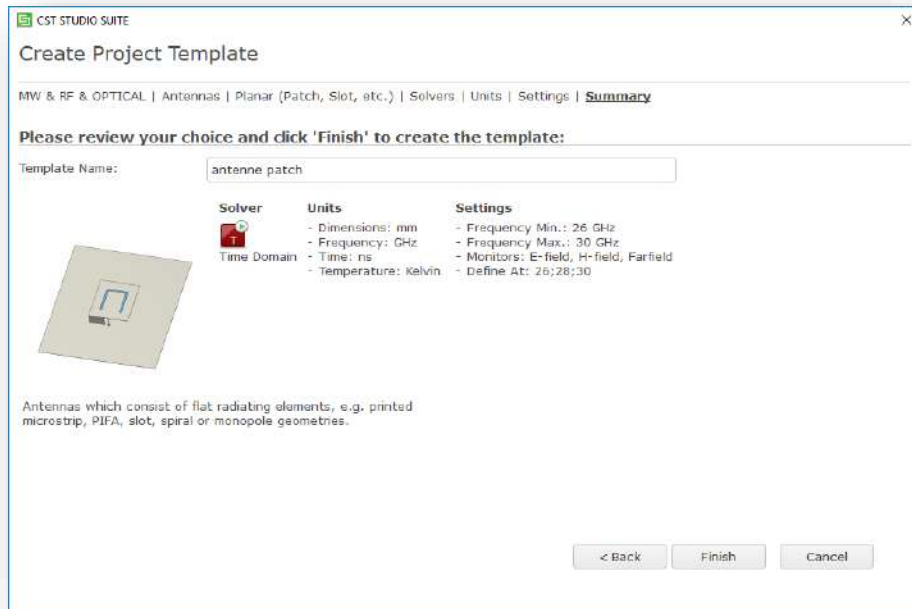 CST STUDIO SUITE
Create Project Template
MW & RF & OPTICAL | Antennas | Planar (Patch, Slot, etc.) | Solvers | Units | Settings | Summary
Please review your choice and click 'Finish' to create the template:
Template Name:
antenne patch
Solver
T
Time Domain
Units
- Dimensions: mm
- Frequency: GHz
- Time: ns
- Temperature: Kelvin
Settings
- Frequency Min.: 26 GHz
- Frequency Max.: 30 GHz
- Monitors: E-field, H-field, Farfield
- Define At: 26;28;30
Antennas which consist of flat radiating elements, e.g. printed
microstrip, PIFA, slot, spiral or monopole geometries.
< Back
Finish
Cancel